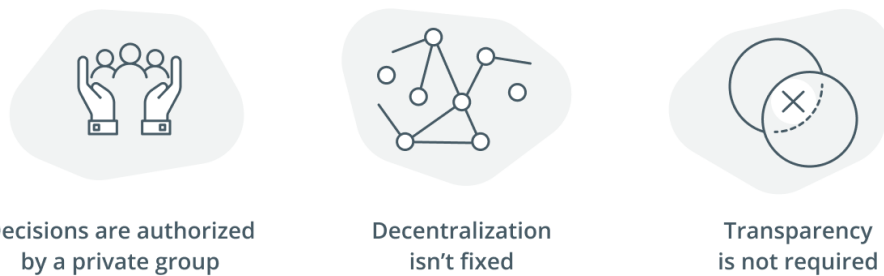 ecisions are authorized
by a private group
Decentralization
isn't fixed
Transparency
is not required